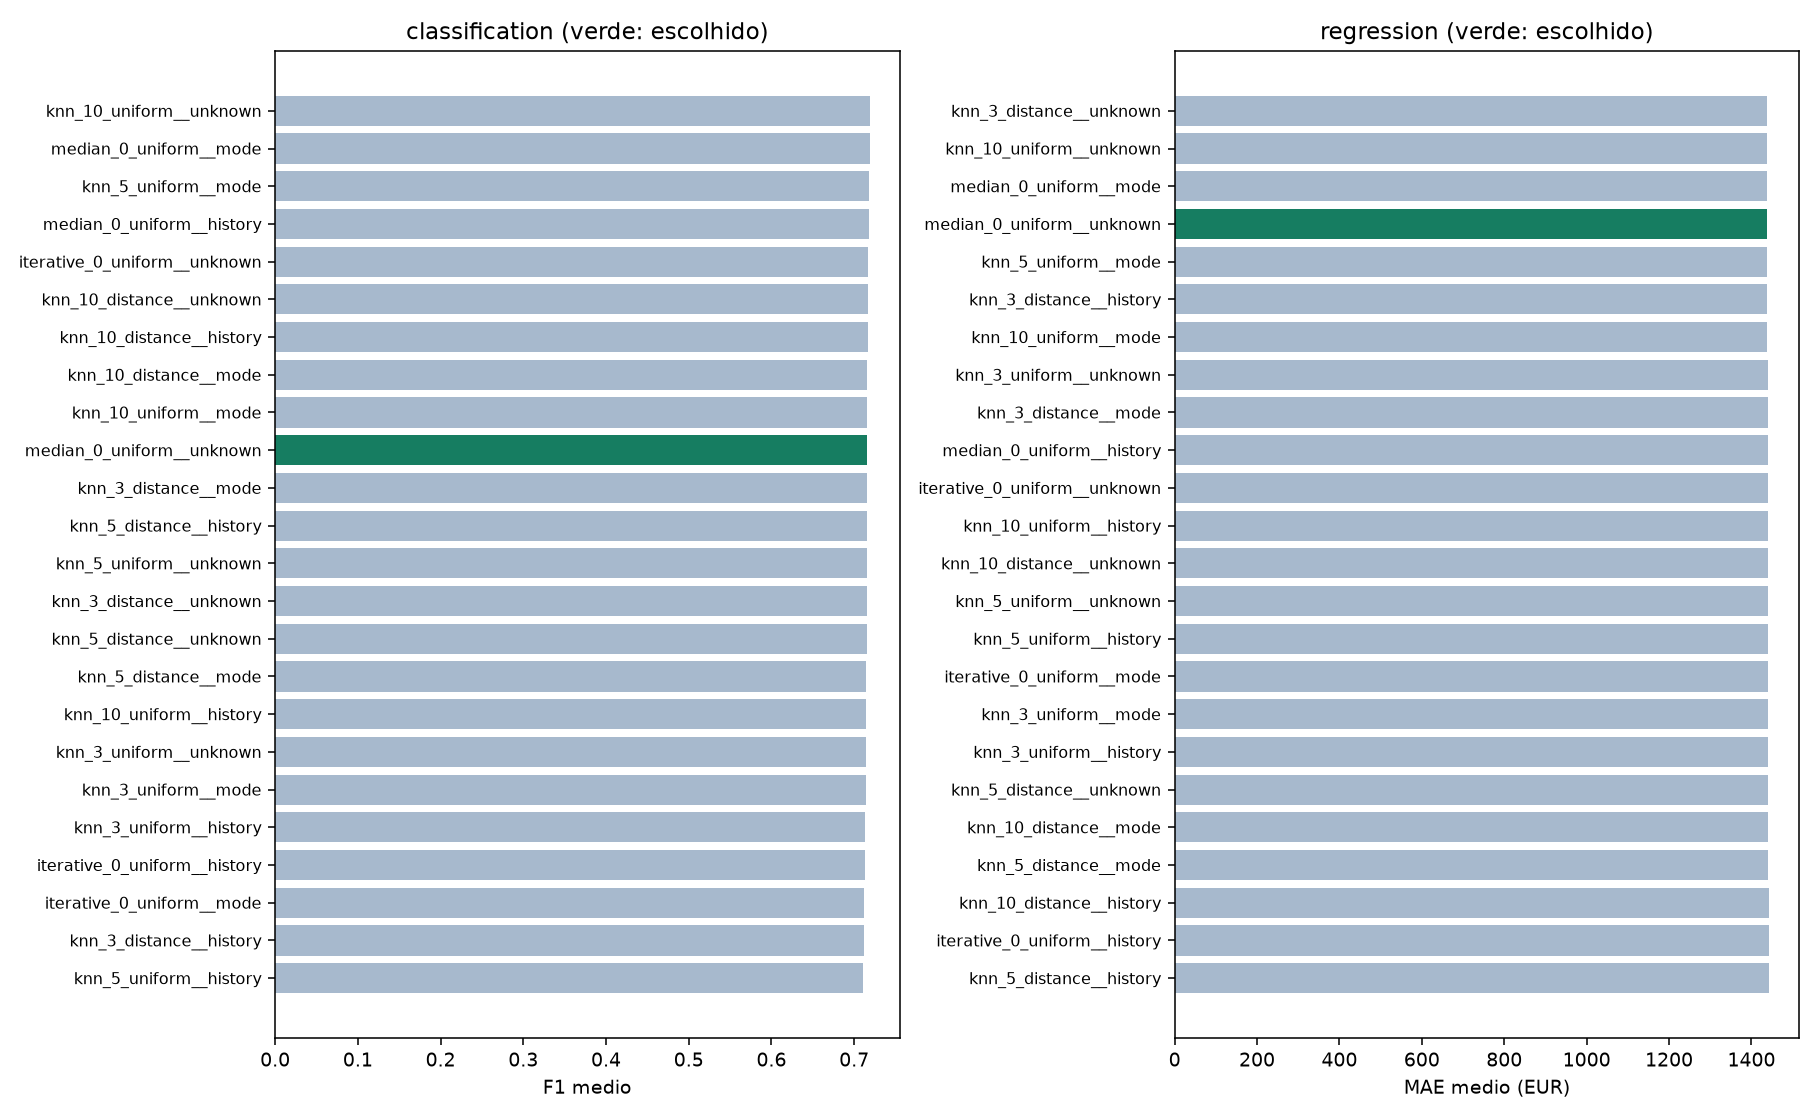 classification (verde: escolhido)
knn_10_uniform__unknown
median_0_uniform__mode
knn_5_uniform__mode
median_0_uniform__history
iterative_0_uniform__unknown
knn_10_distance__unknown
knn_10_distance__history
knn_10_distance__mode
knn_10_uniform__mode
median_0_uniform__unknown
knn_3_distance__mode
knn_5_distance__history
knn_5_uniform__unknown
knn_3_distance__unknown
knn_5_distance__unknown
knn_5_distance__mode
knn_10_uniform__history
knn_3_uniform__unknown
knn_3_uniform__mode
knn_3_uniform__history
iterative_0_uniform__history
iterative_0_uniform__mode
knn_3_distance__history
knn_5_uniform__history
0.0 0.1 0.2 0.3 0.4 0.5 0.6 0.7
F1 medio
regression (verde: escolhido)
knn_3_distance__unknown
knn_10_uniform__unknown
median_0_uniform__mode
median_0_uniform__unknown
knn_5_uniform__mode
knn_3_distance__history
knn_10_uniform__mode
knn_3_uniform__unknown
knn_3_distance__mode
median_0_uniform__history
iterative_0_uniform__unknown
knn_10_uniform__history
knn_10_distance__unknown
knn_5_uniform__unknown
knn_5_uniform__history
iterative_0_uniform__mode
knn_3_uniform__mode
knn_3_uniform__history
knn_5_distance__unknown
knn_10_distance__mode
knn_5_distance__mode
knn_10_distance__history
iterative_0_uniform__history
knn_5_distance__history
0 200 400 600 800 1000 1200 1400
MAE medio (EUR)